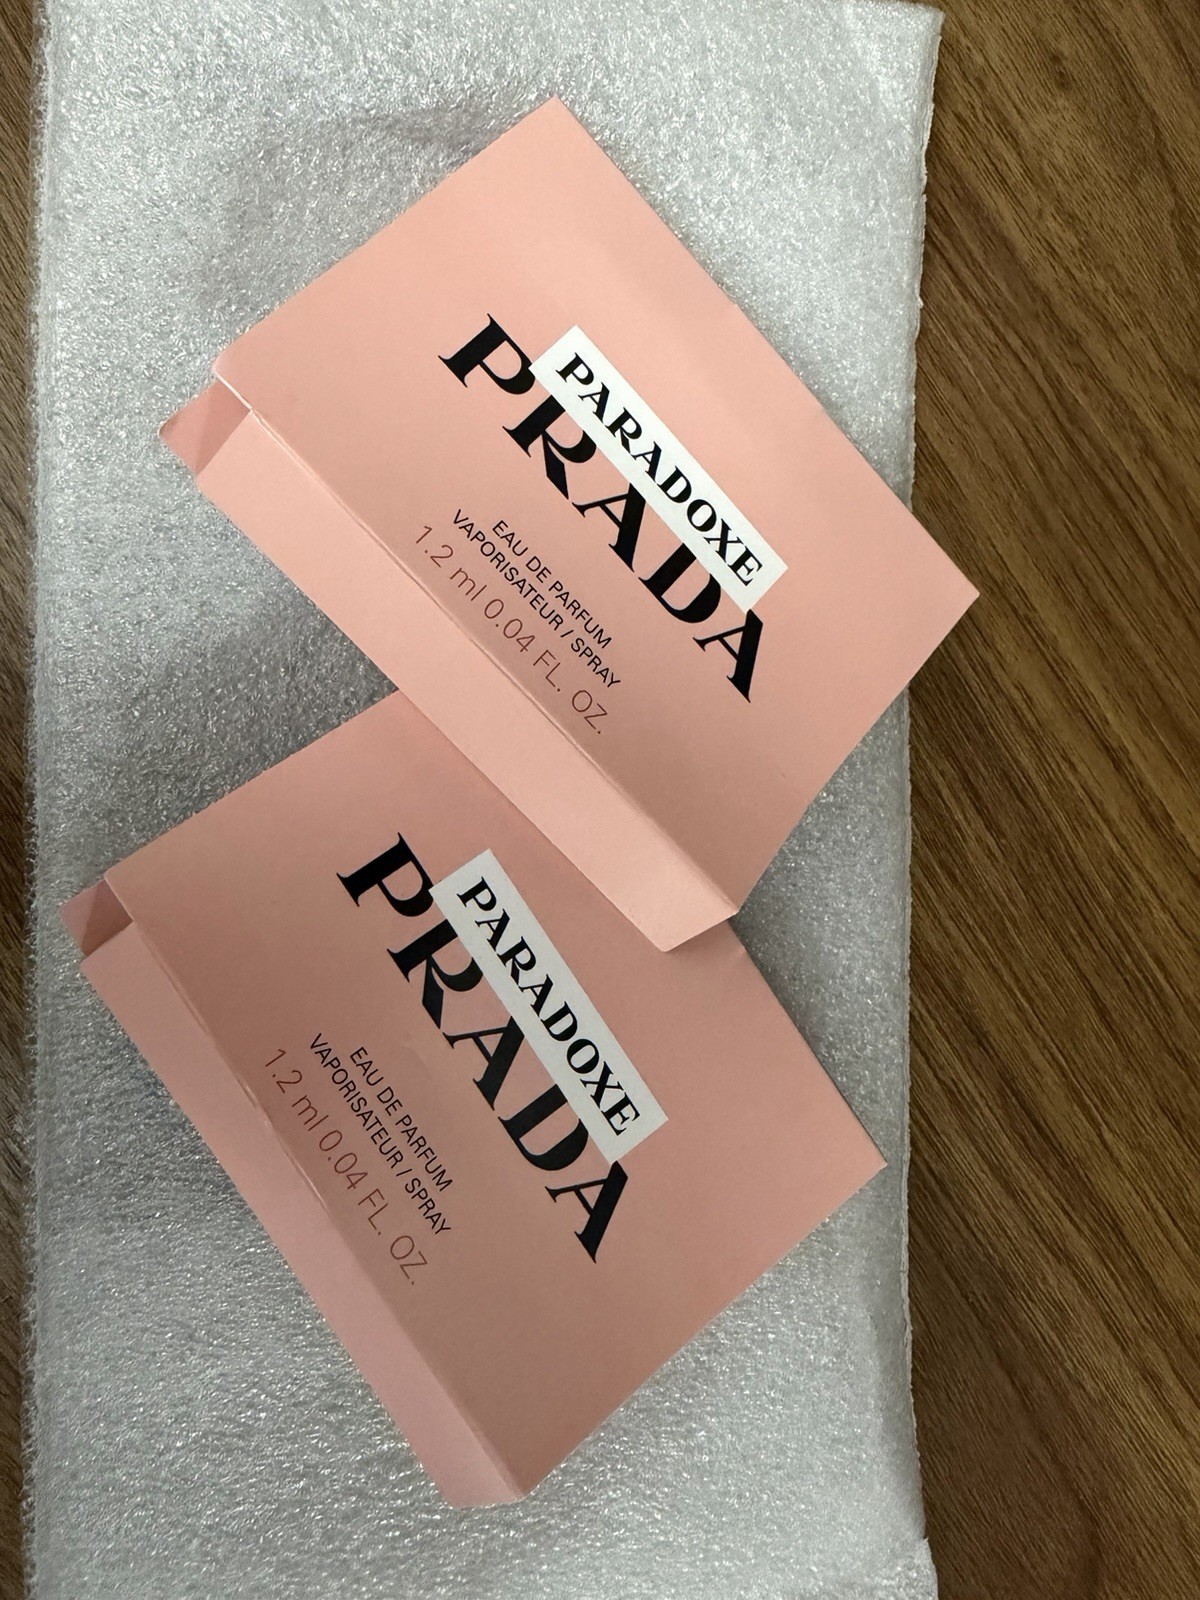 PARADOXE
PRADA
EAU DE PARFUM
VAPORISATEUR / SPRAY
1.2 ml 0.04 FL. OZ.
PARADOXE
PRADA
EAU DE PARFUM
VAPORISATEUR / SPRAY
1.2 ml 0.04 FL. OZ.